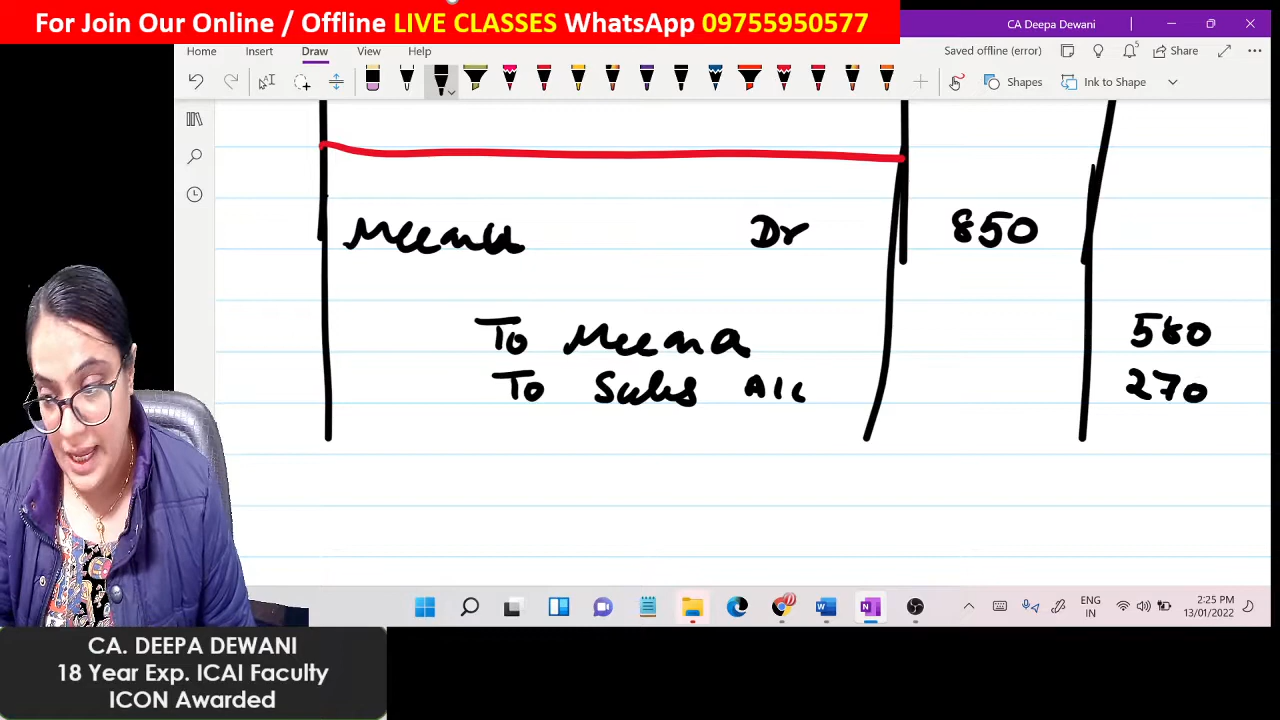 For Join Our Online / Offline LIVE CLASSES WhatsApp 09755950577
CA Deepa Dewani
Home Insert Draw View Help
Saved offline (error)
Share
Shapes
Ink to Shape
Meena Dr 850
To Meena 580
To Sales A/c 270
ENG
IN
2:25 PM
13/01/2022
CA. DEEPA DEWANI
18 Year Exp. ICAI Faculty
ICON Awarded